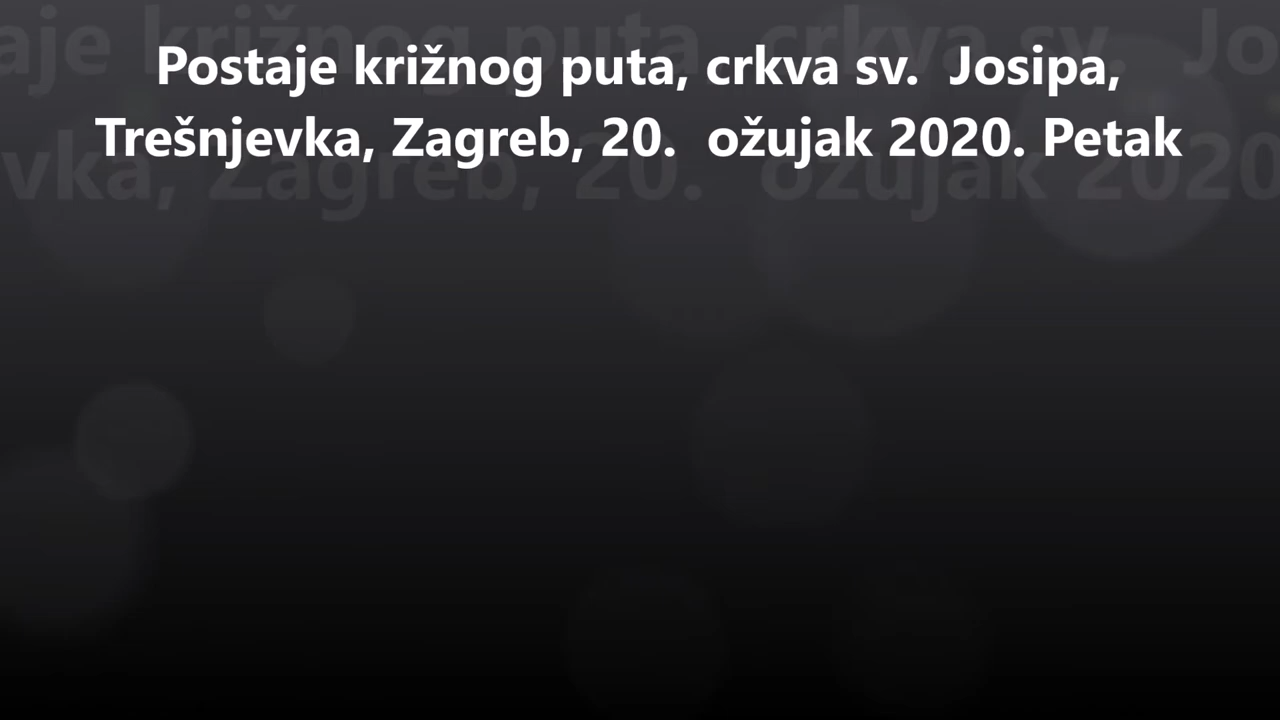 Postaje križnog puta, crkva sv.  Josipa,
Trešnjevka, Zagreb, 20.  ožujak 2020. Petak